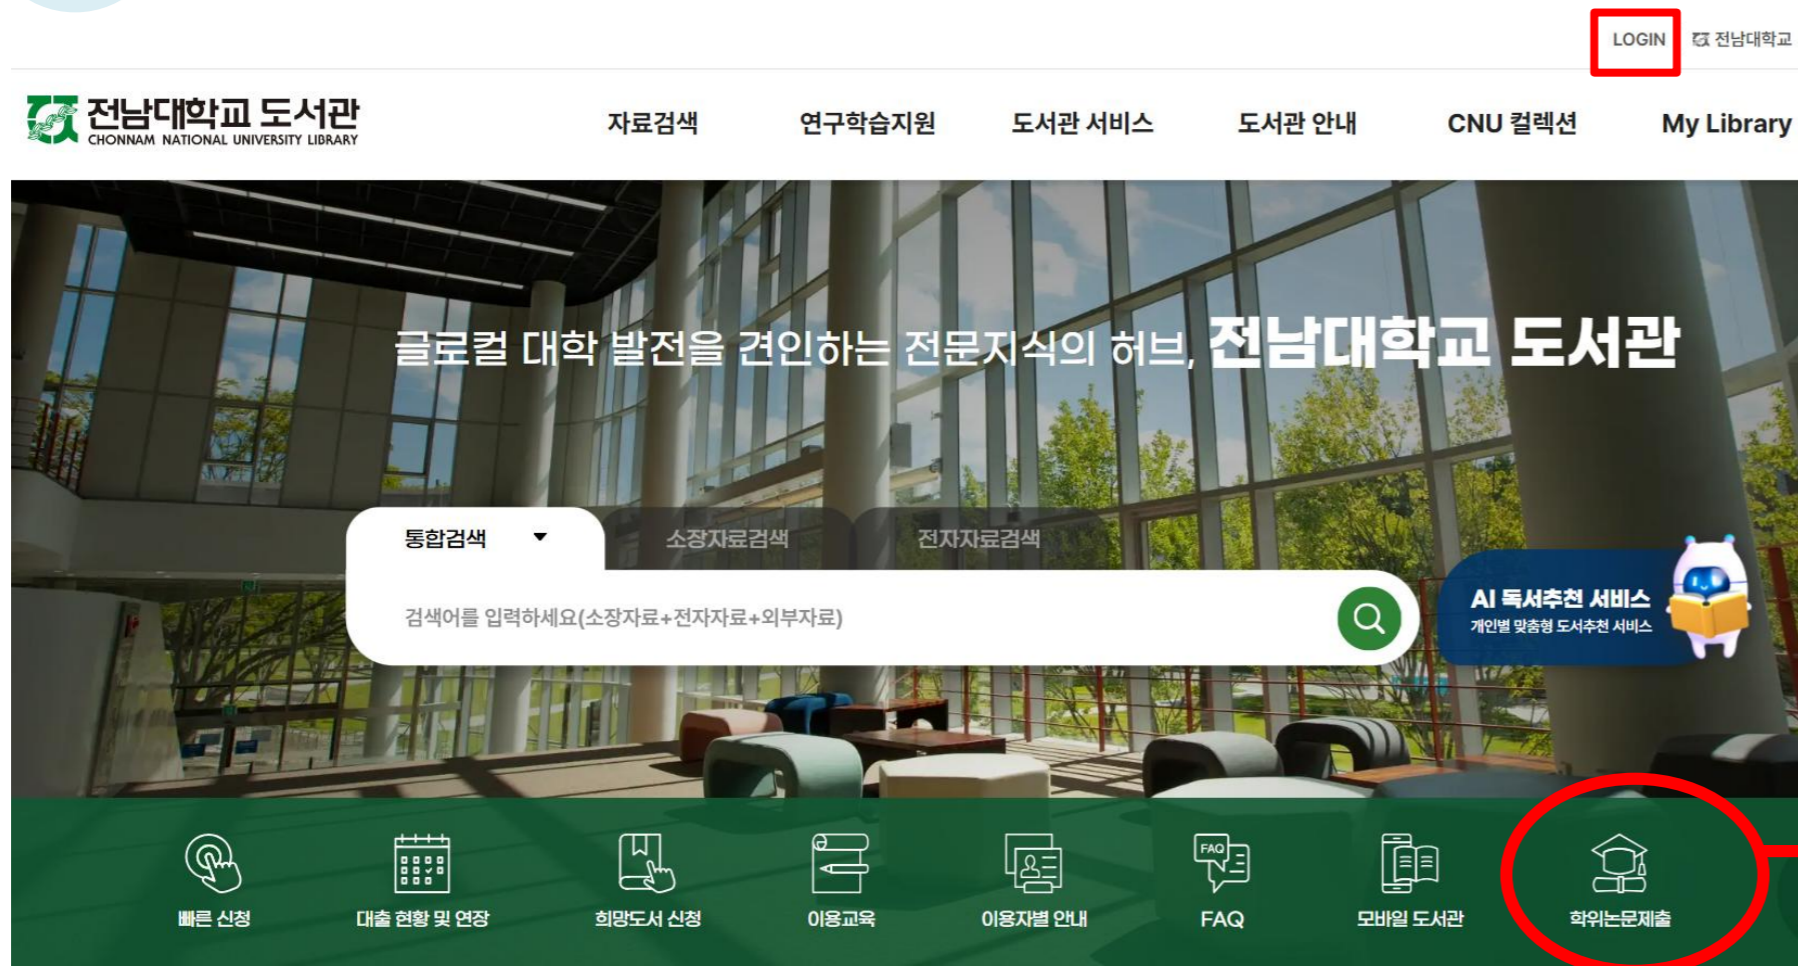 LOGIN 전남대학교
전남대학교 도서관
CHONNAM NATIONAL UNIVERSITY LIBRARY
자료검색 연구학습지원 도서관 서비스 도서관 안내 CNU 컬렉션 My Library
글로컬 대학 발전을 견인하는 전문지식의 허브, 전남대학교 도서관
통합검색 소장자료검색 전자자료검색
검색어를 입력하세요(소장자료+전자자료+외부자료)
AI 독서추천 서비스
개인별 맞춤형 도서추천 서비스
FAQ
빠른 신청 대출 현황 및 연장 희망도서 신청 이용교육 이용자별 안내 FAQ 모바일 도서관 학위논문제출